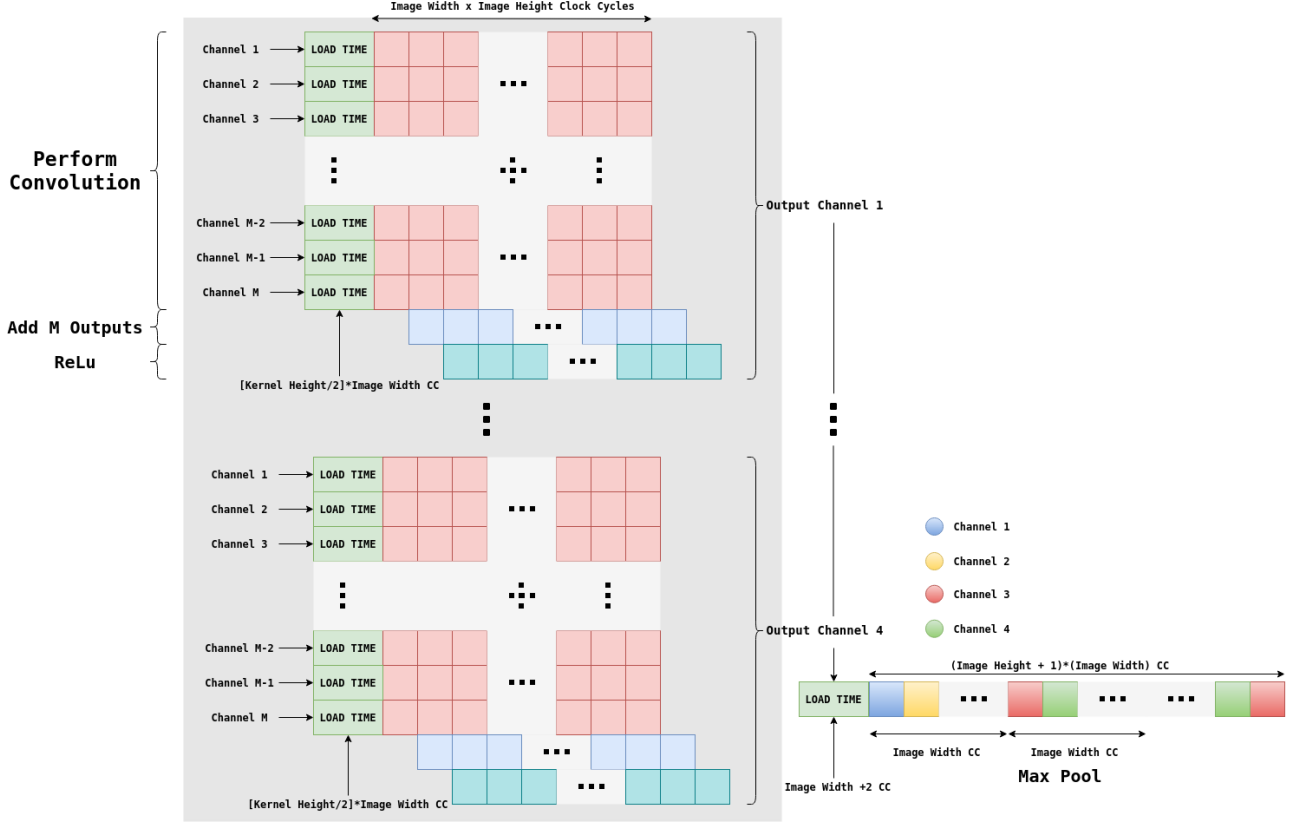 Image Width x Image Height Clock Cycles
Channel 1
LOAD TIME
Channel 2
LOAD TIME
Channel 3
LOAD TIME
Perform
Convolution
Output Channel 1
Channel M-2
LOAD TIME
Channel M-1
LOAD TIME
Channel M
LOAD TIME
Add M Outputs
ReLu
[Kernel Height/2]*Image Width CC
Channel 1
LOAD TIME
Channel 2
LOAD TIME
Channel 3
LOAD TIME
Output Channel 4
Channel M-2
LOAD TIME
Channel M-1
LOAD TIME
Channel M
LOAD TIME
[Kernel Height/2]*Image Width CC
Channel 1
Channel 2
Channel 3
Channel 4
(Image Height + 1)*(Image Width) CC
LOAD TIME
Image Width CC
Image Width CC
Max Pool
Image Width +2 CC